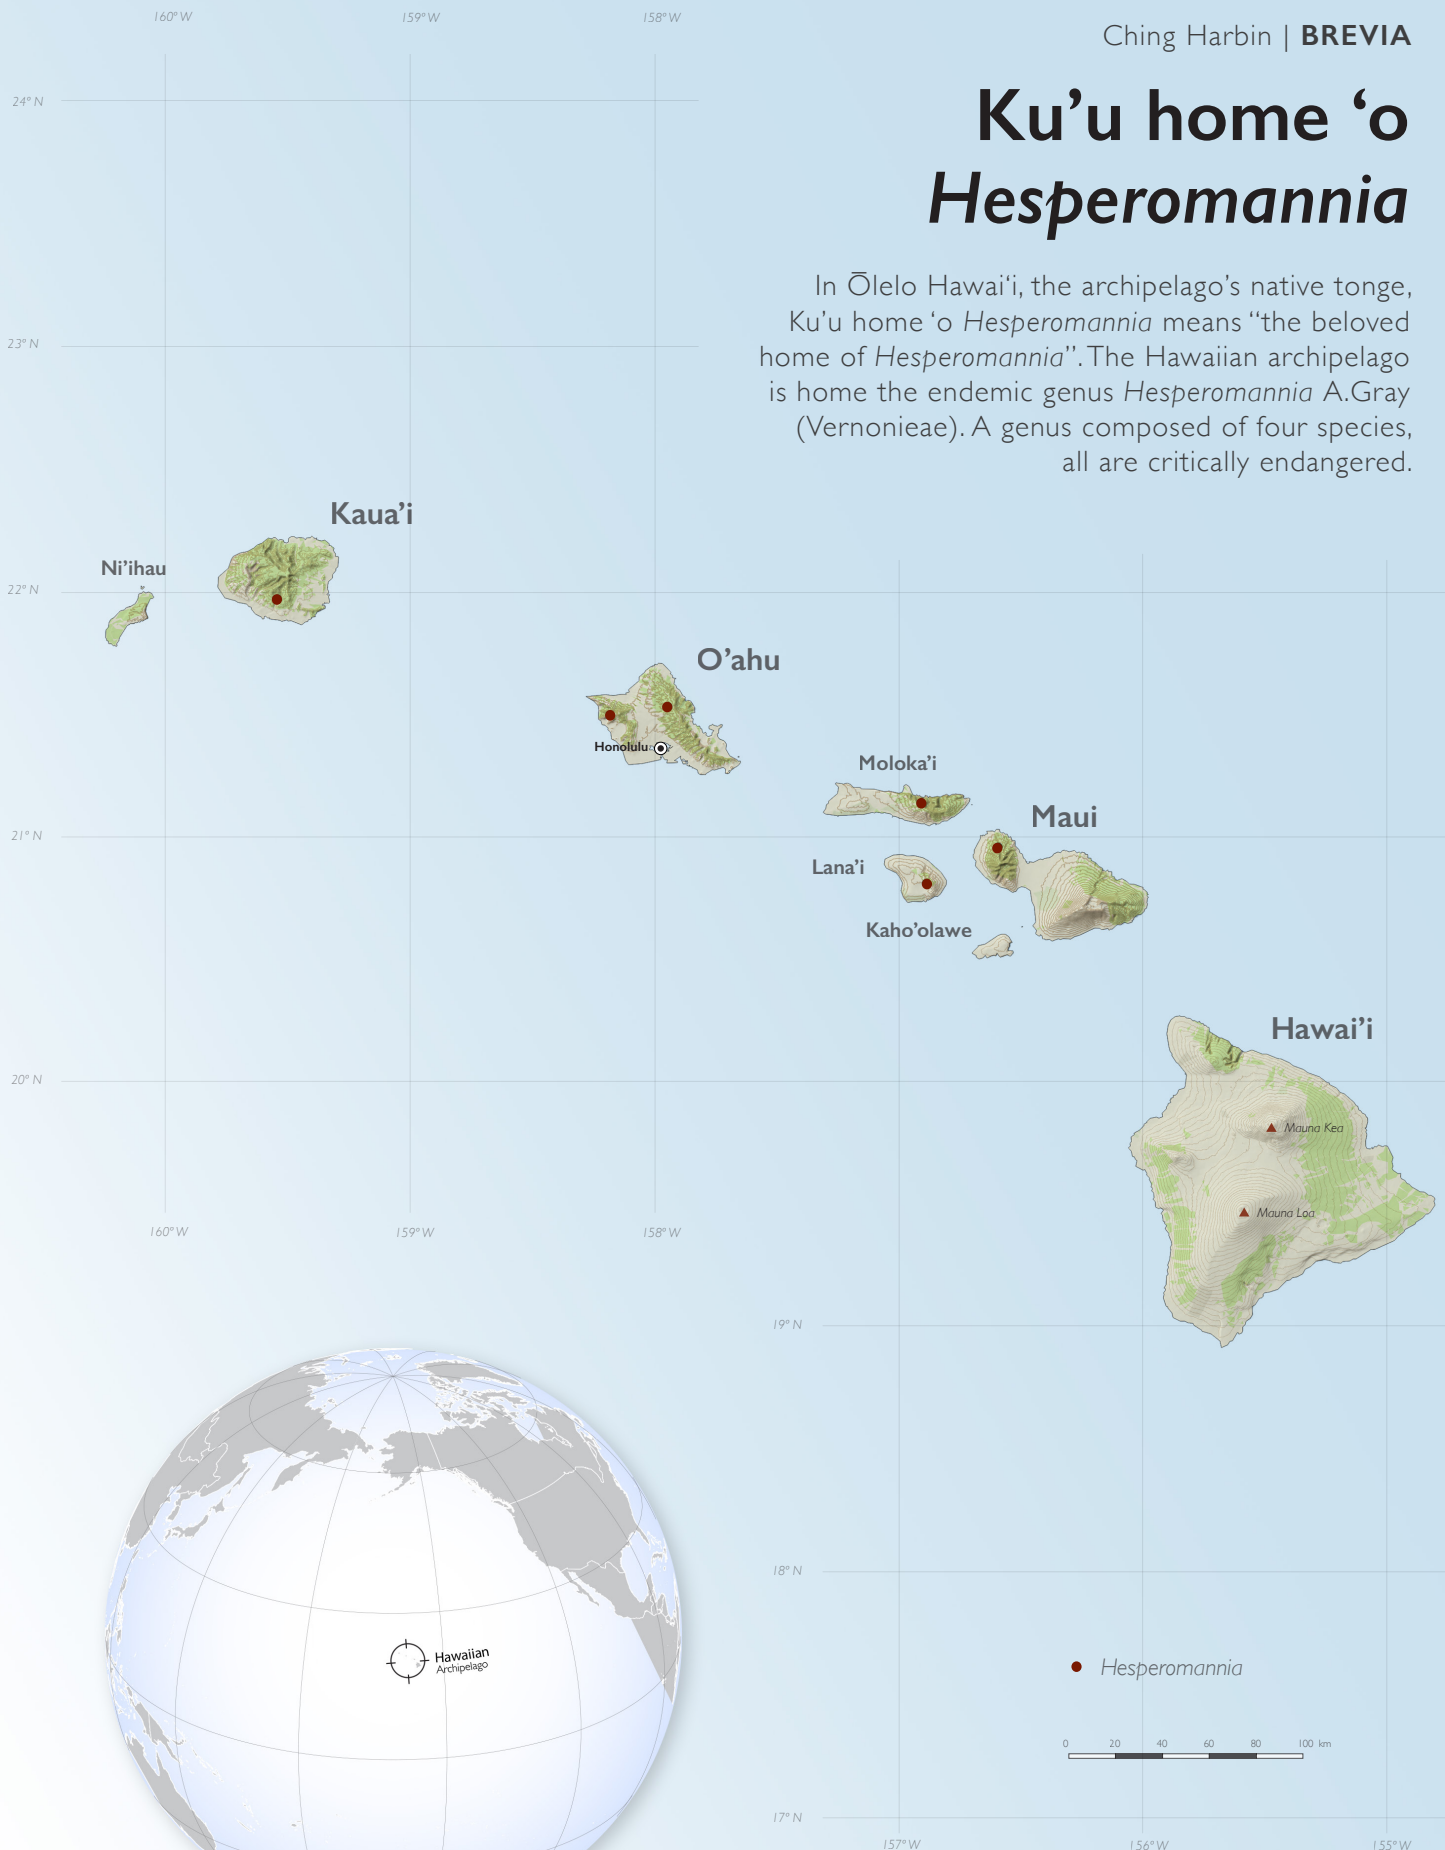 160° W
159° W
158° W
Ching Harbin | BREVIA
24° N
Ku’u home ‘o
Hesperomannia
In Ōlelo Hawai‘i, the archipelago’s native tonge,
Ku’u home ‘o Hesperomannia means “the beloved
home of Hesperomannia”. The Hawaiian archipelago
is home the endemic genus Hesperomannia A.Gray
(Vernonieae). A genus composed of four species,
all are critically endangered.
23° N
Kaua’i
Ni’ihau
22° N
O’ahu
Honolulu
Moloka’i
Maui
21° N
Lana’i
Kaho’olawe
Hawai’i
20° N
Mauna Kea
Mauna Loa
160° W
159° W
158° W
19° N
18° N
Hawaiian
Archipelago
Hesperomannia
0 20 40 60 80 100 km
17° N
157° W
156° W
155° W